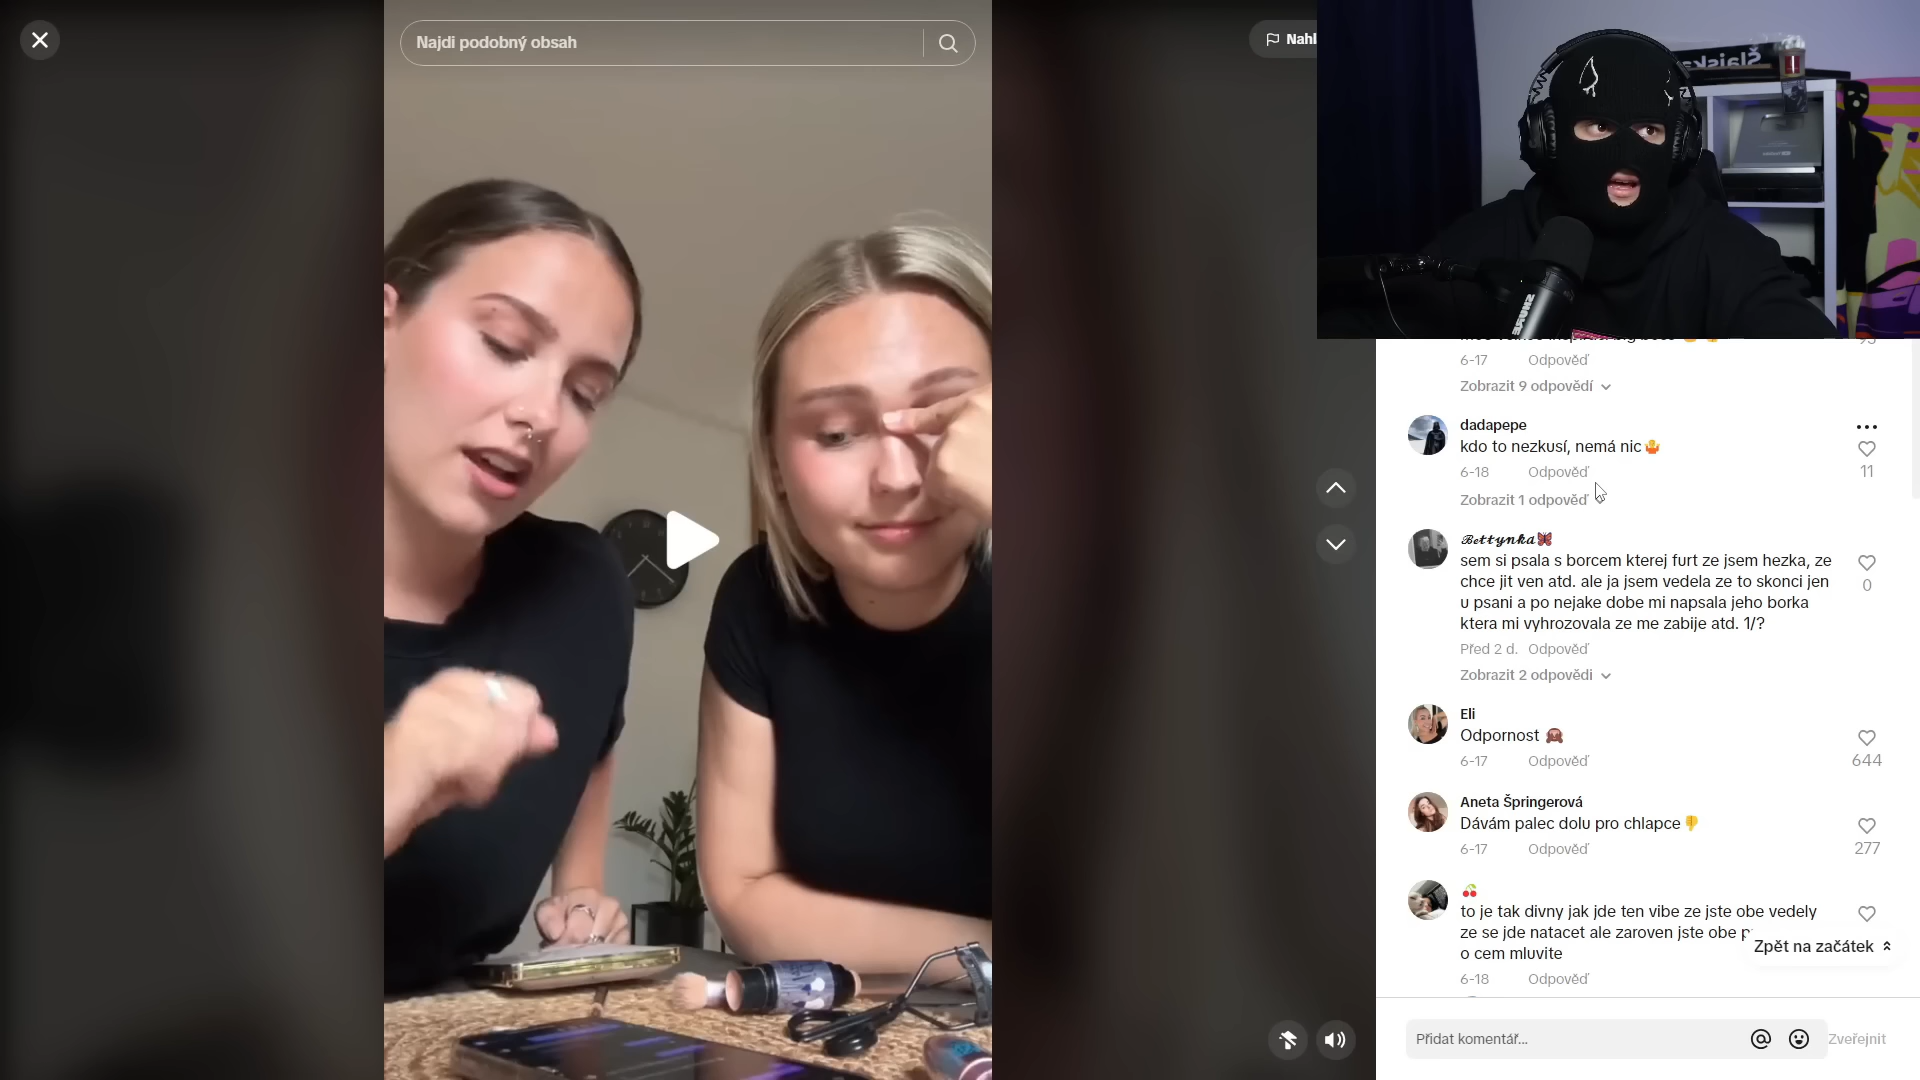 Najdi podobný obsah
Nahl
SHURE
6-17 Odpověď
Zobrazit 9 odpovědí
dadapepe
kdo to nezkusí, nemá nic🤷
11
6-18 Odpověď
Zobrazit 1 odpověď
𝓑𝓮𝓽𝓽𝔂𝓷𝓴𝓪🦋
sem si psala s borcem kterej furt ze jsem hezka, ze
chce jit ven atd. ale ja jsem vedela ze to skonci jen
u psani a po nejake dobe mi napsala jeho borka
ktera mi vyhrozovala ze me zabije atd. 1/?
0
Před 2 d. Odpověď
Zobrazit 2 odpovědi
Eli
Odpornost 🙊
644
6-17 Odpověď
Aneta Špringerová
Dávám palec dolu pro chlapce👎
277
6-17 Odpověď
🍒
to je tak divny jak jde ten vibe ze jste obe vedely
ze se jde natacet ale zaroven jste obe
o cem mluvite
Zpět na začátek
6-18 Odpověď
Přidat komentář...
Zveřejnit